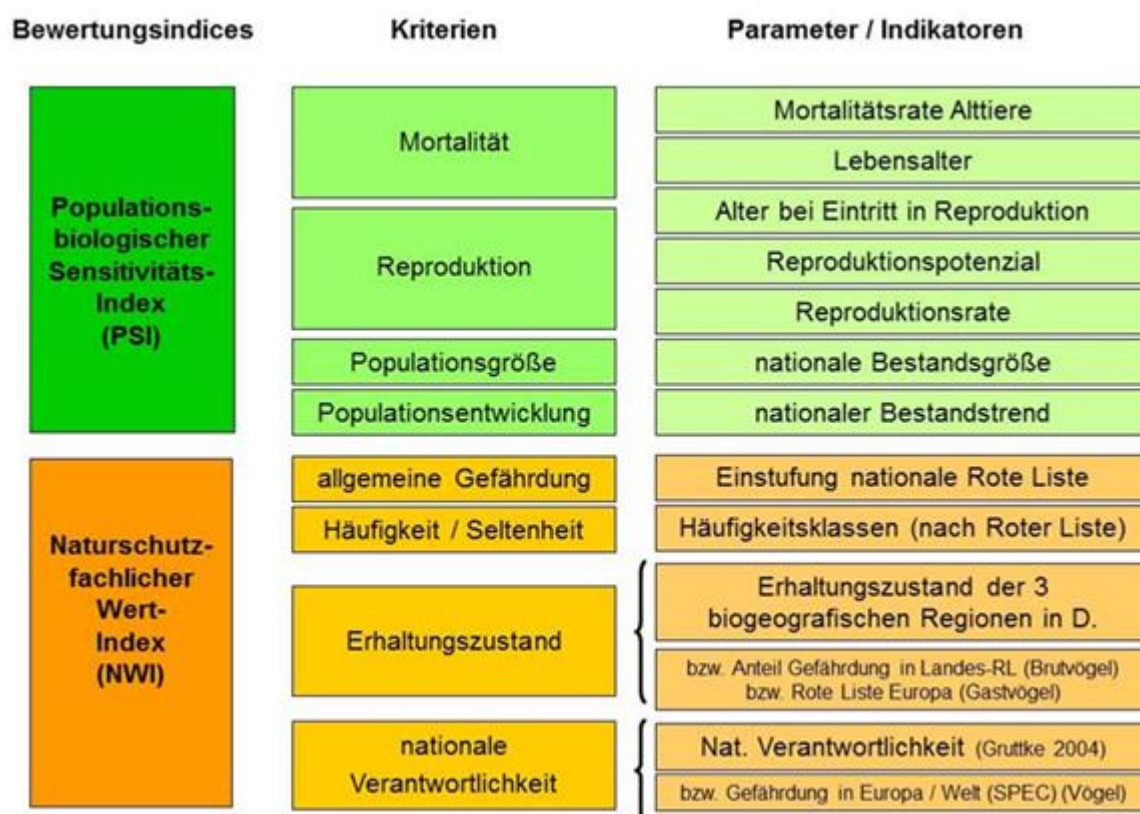 Bewertungsindices
Kriterien
Parameter / Indikatoren
Populations-
biologischer
Sensitivitäts-
Index
(PSI)
Mortalität
Mortalitätsrate Alttiere
Lebensalter
Reproduktion
Alter bei Eintritt in Reproduktion
Reproduktionspotenzial
Reproduktionsrate
Populationsgröße
nationale Bestandsgröße
Populationsentwicklung
nationaler Bestandstrend
Naturschutz-
fachlicher
Wert-
Index
(NWI)
allgemeine Gefährdung
Einstufung nationale Rote Liste
Häufigkeit / Seltenheit
Häufigkeitsklassen (nach Roter Liste)
Erhaltungszustand
Erhaltungszustand der 3
biogeografischen Regionen in D.
bzw. Anteil Gefährdung in Landes-RL (Brutvögel)
bzw. Rote Liste Europa (Gastvögel)
nationale
Verantwortlichkeit
Nat. Verantwortlichkeit (Gruttke 2004)
bzw. Gefährdung in Europa / Welt (SPEC) (Vögel)